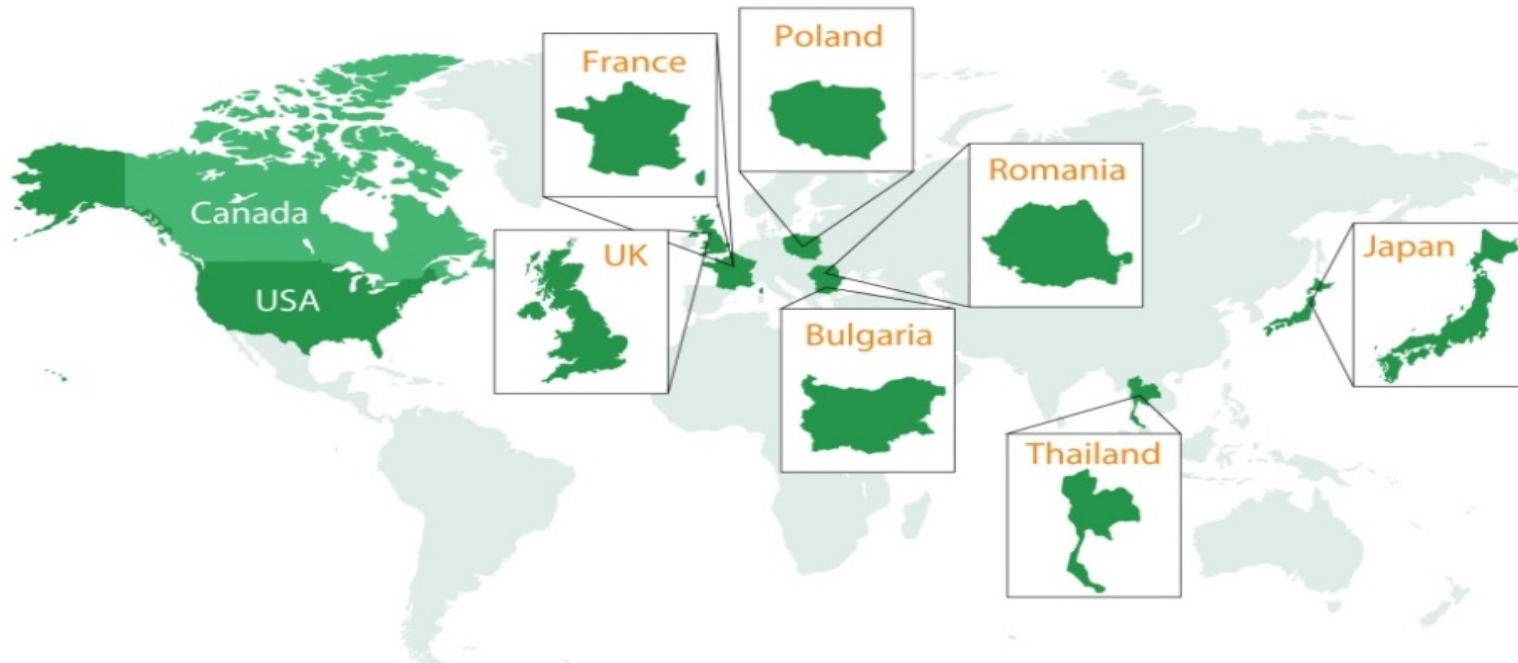 Poland
France
Romania
Canada
UK
Japan
USA
Bulgaria
Thailand